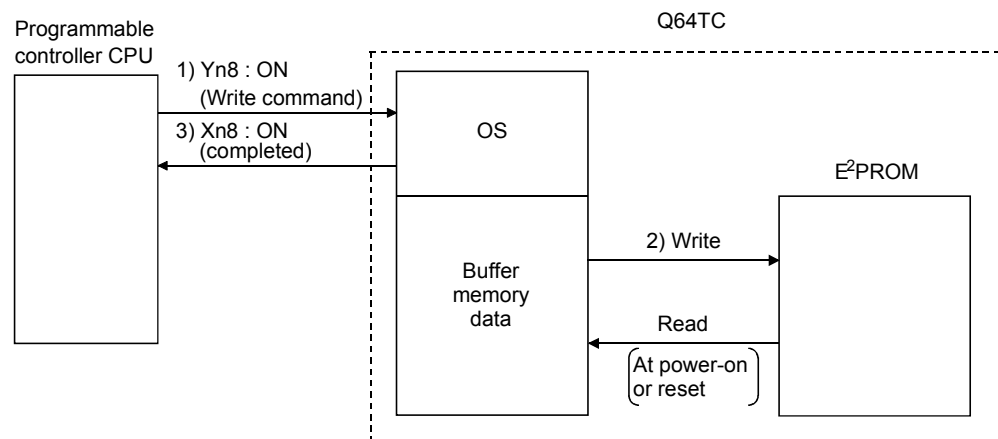 Q64TC
Programmable
controller CPU
1) Yn8 : ON
(Write command)
3) Xn8 : ON
(completed)
OS
E²PROM
2) Write
Buffer
memory
data
Read
At power-on
or reset